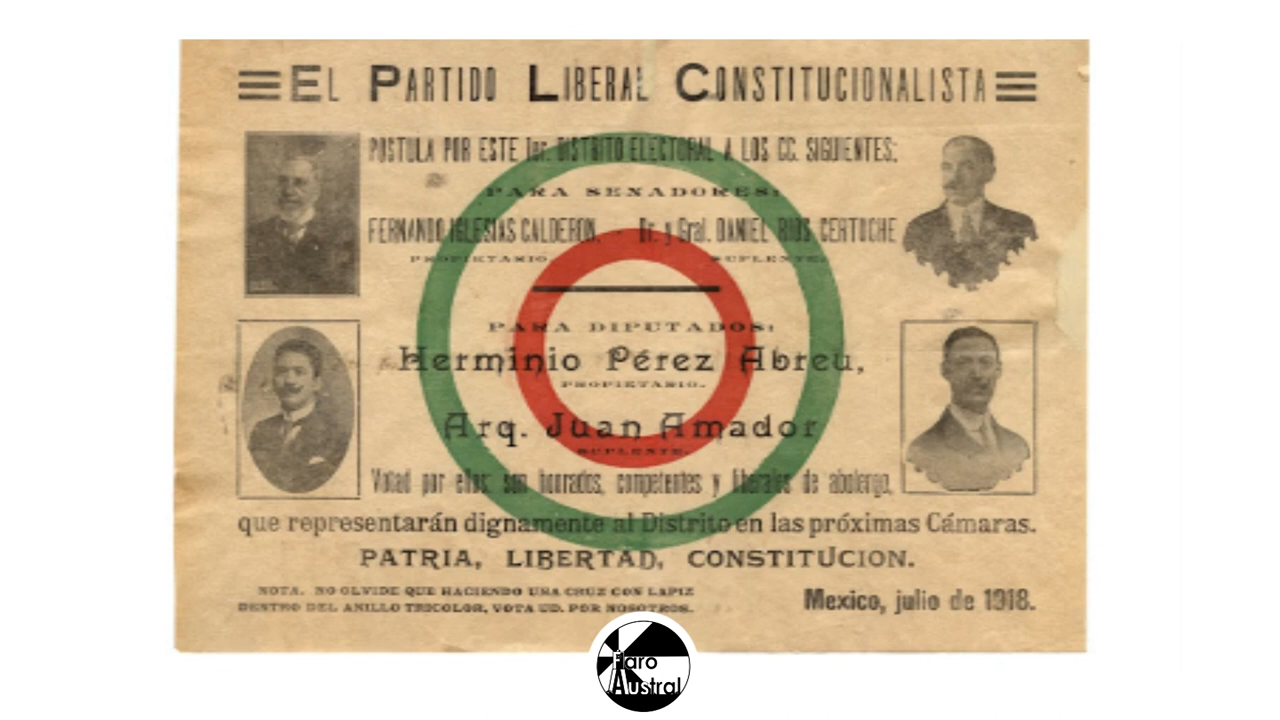 EL PARTIDO LIBERAL CONSTITUCIONALISTA
POSTULA POR ESTE 1er. DISTRITO ELECTORAL A LOS CC. SIGUIENTES:
PARA SENADORES:
FERNANDO IGLESIAS CALDERON. - Dr. y Gral. DANIEL RIOS CERTUCHE
PROPIETARIO. SUPLENTE.
PARA DIPUTADOS:
Herminio Pérez Abreu,
PROPIETARIO.
Arq. Juan Amador
SUPLENTE.
Votad por ellos: son honrados, competentes y liberales de abolengo,
que representarán dignamente al Distrito en las próximas Cámaras.
PATRIA, LIBERTAD, CONSTITUCION.
NOTA. NO OLVIDE QUE HACIENDO UNA CRUZ CON LAPIZ
DENTRO DEL ANILLO TRICOLOR, VOTA UD. POR NOSOTROS.
Mexico, julio de 1918.
Faro
Austral